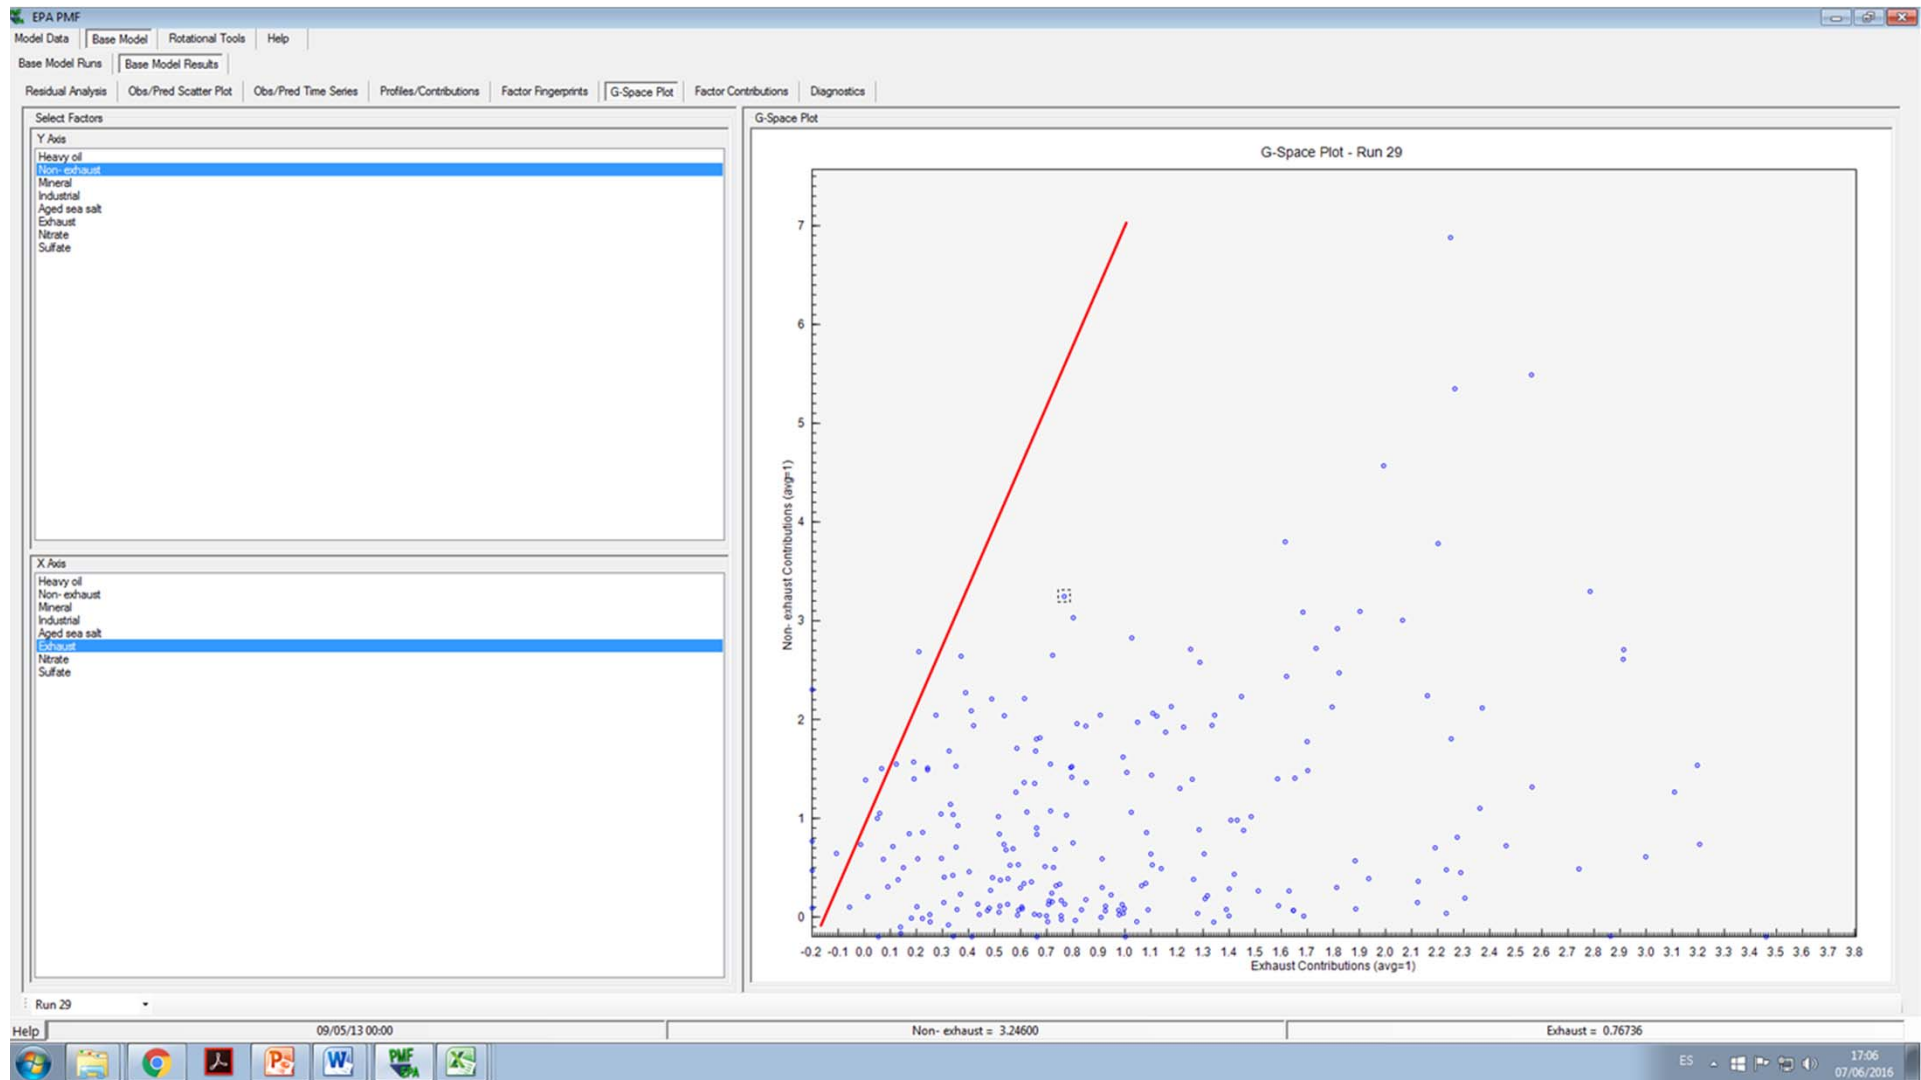 EPA PMF
Model Data Base Model Rotational Tools Help
Base Model Runs Base Model Results
Residual Analysis Obs/Pred Scatter Plot Obs/Pred Time Series Profiles/Contributions Factor Fingerprints G-Space Plot Factor Contributions Diagnostics
Select Factors
Y Axis
Heavy oil
Non- exhaust
Mineral
Industrial
Aged sea salt
Exhaust
Nitrate
Sulfate
X Axis
Heavy oil
Non- exhaust
Mineral
Industrial
Aged sea salt
Exhaust
Nitrate
Sulfate
G-Space Plot
G-Space Plot - Run 29
Non- exhaust Contributions (avg=1)
7
6
5
4
3
2
1
0
-0.2 -0.1 0.0 0.1 0.2 0.3 0.4 0.5 0.6 0.7 0.8 0.9 1.0 1.1 1.2 1.3 1.4 1.5 1.6 1.7 1.8 1.9 2.0 2.1 2.2 2.3 2.4 2.5 2.6 2.7 2.8 2.9 3.0 3.1 3.2 3.3 3.4 3.5 3.6 3.7 3.8
Exhaust Contributions (avg=1)
Run 29
Help 09/05/13 00:00 Non- exhaust = 3.24600 Exhaust = 0.76736
PMF
EPA
ES 17:06
07/06/2016